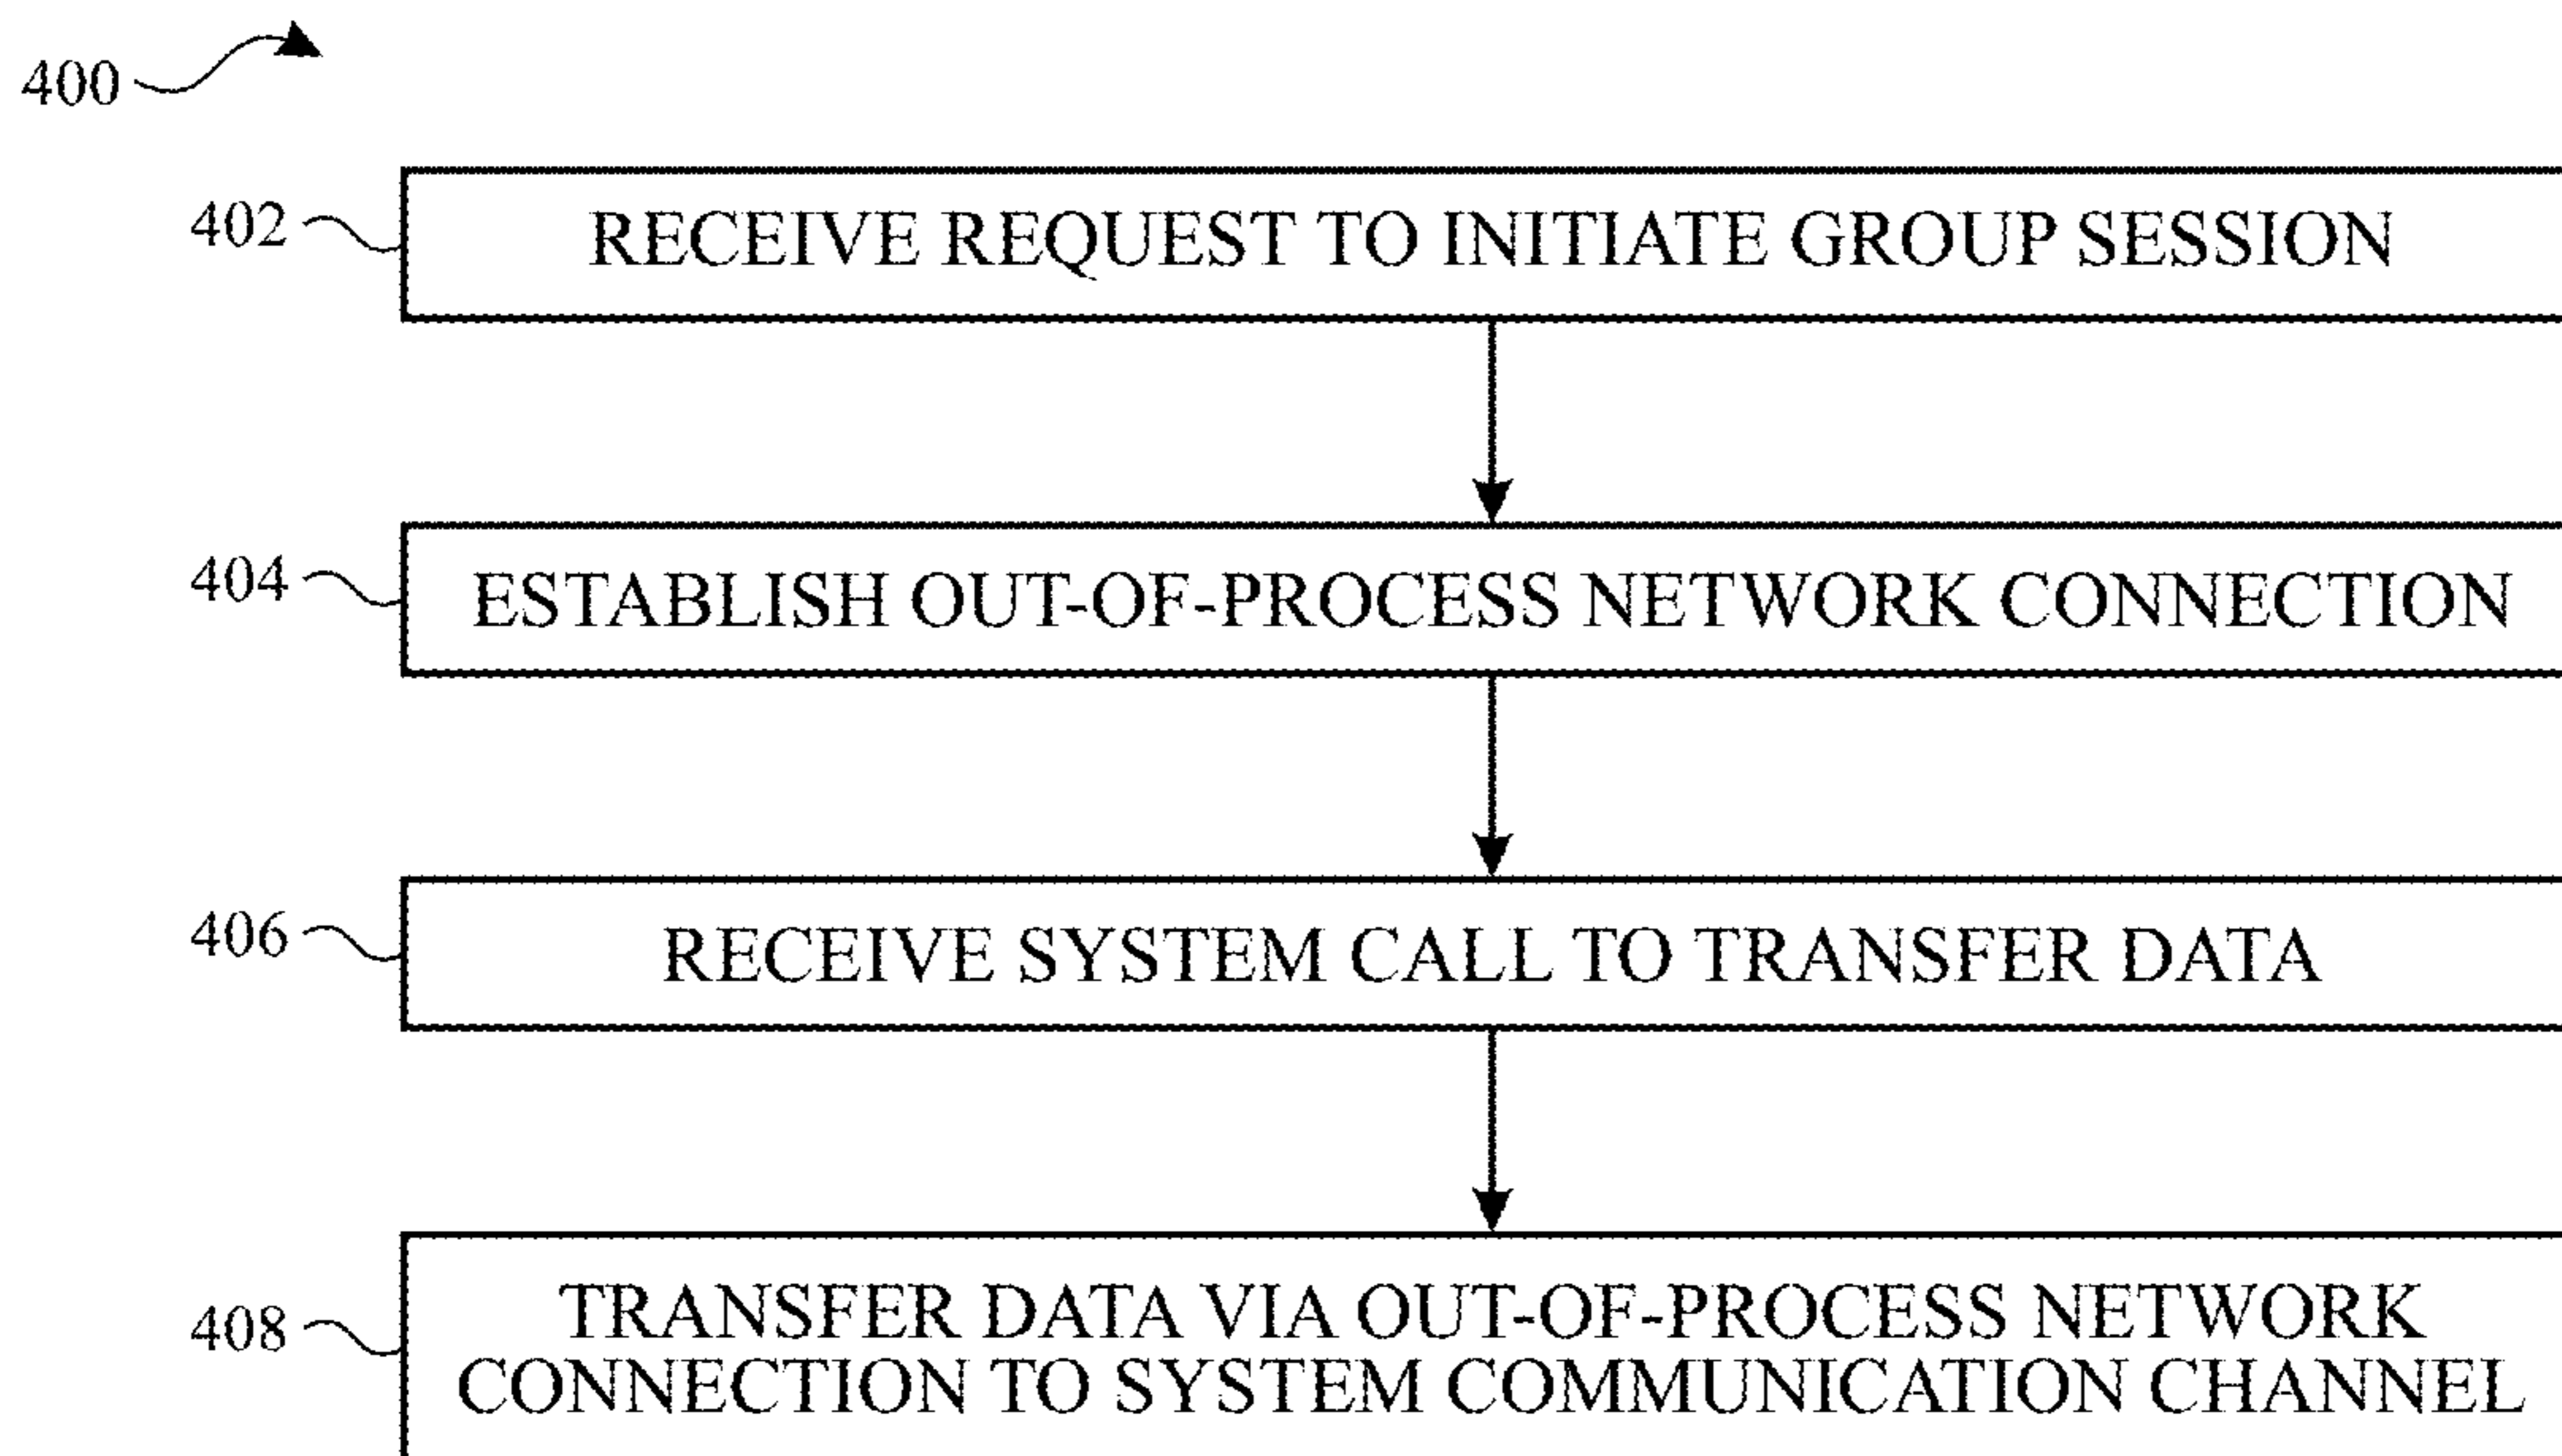 400
402
RECEIVE REQUEST TO INITIATE GROUP SESSION
404
ESTABLISH OUT-OF-PROCESS NETWORK CONNECTION
406
RECEIVE SYSTEM CALL TO TRANSFER DATA
408
TRANSFER DATA VIA OUT-OF-PROCESS NETWORK
CONNECTION TO SYSTEM COMMUNICATION CHANNEL